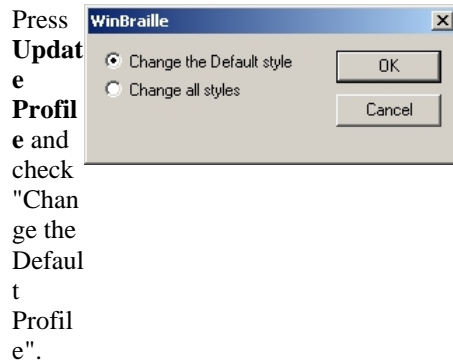 Press
Updat
e
Profil
e and
check
"Chan
ge the
Defaul
t
Profil
e".
WinBraille
Change the Default style
Change all styles
OK
Cancel